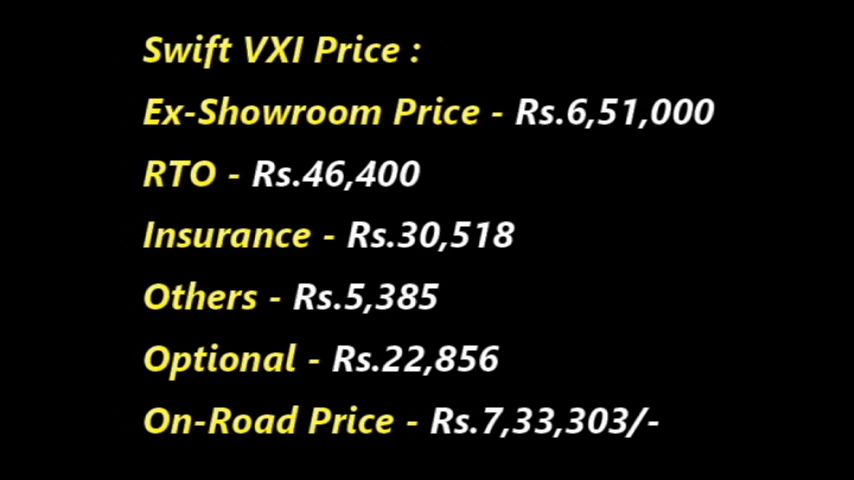 Swift VXI Price :
Ex-Showroom Price - Rs.6,51,000
RTO - Rs.46,400
Insurance - Rs.30,518
Others - Rs.5,385
Optional - Rs.22,856
On-Road Price - Rs.7,33,303/-